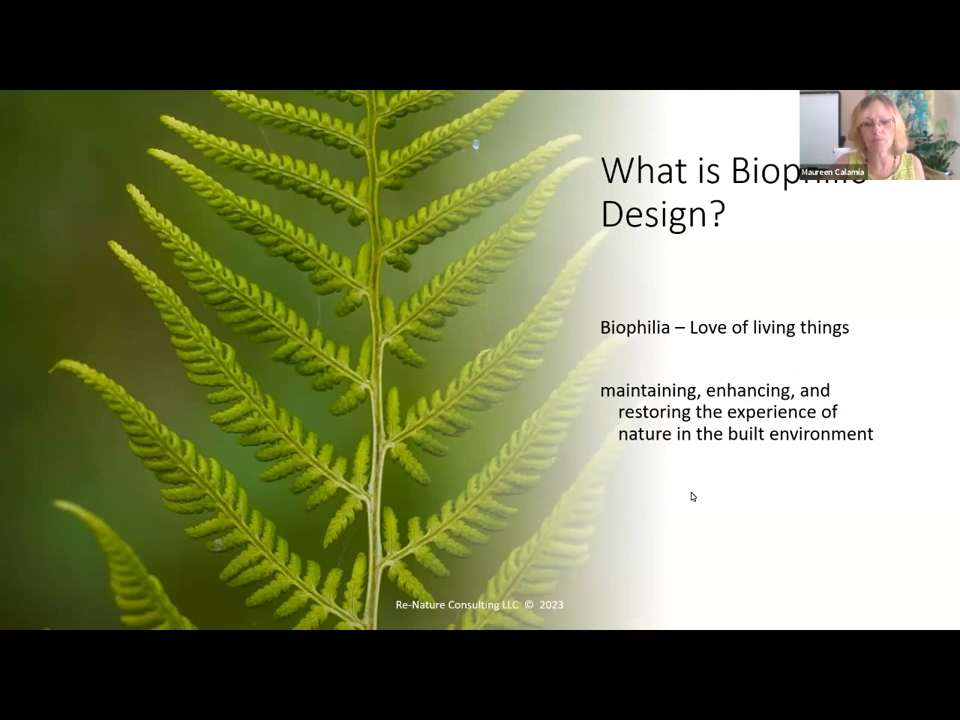 What is Biophilic
Design?
Maureen Calamia
Biophilia – Love of living things
maintaining, enhancing, and
restoring the experience of
nature in the built environment
Re-Nature Consulting LLC © 2023